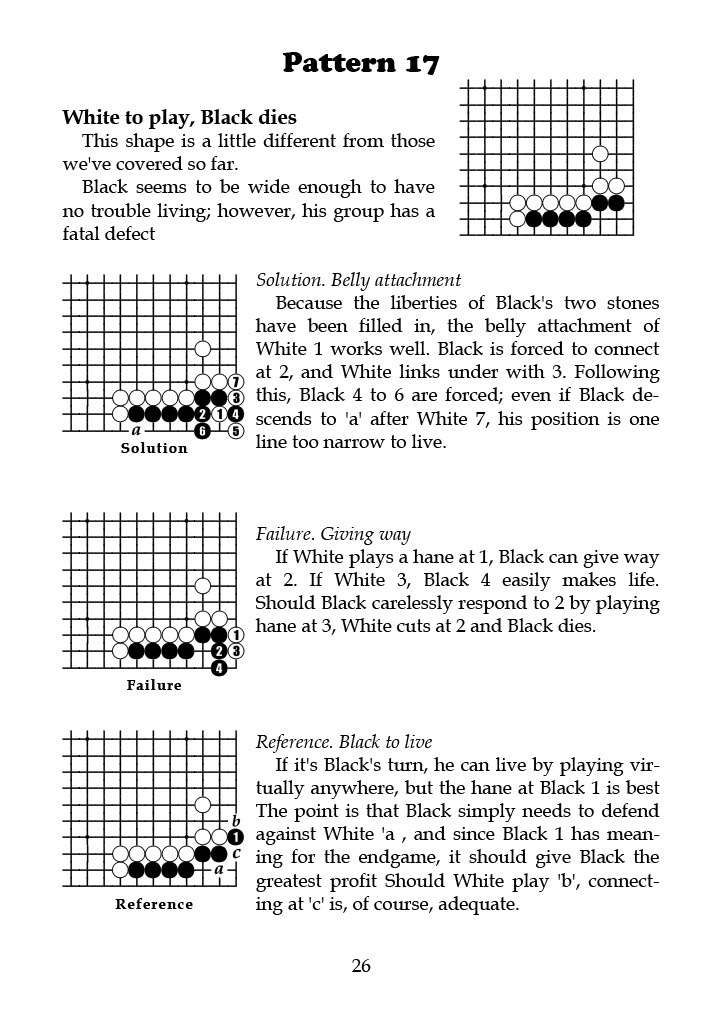 Pattern 17
White to play, Black dies
This shape is a little different from those
we've covered so far.
Black seems to be wide enough to have
no trouble living; however, his group has a
fatal defect
Solution. Belly attachment
Because the liberties of Black's two stones
have been filled in, the belly attachment of
White 1 works well. Black is forced to connect
at 2, and White links under with 3. Following
this, Black 4 to 6 are forced; even if Black de-
scends to 'a' after White 7, his position is one
line too narrow to live.
7
3
2 1 4
a 6 5
Solution
Failure. Giving way
If White plays a hane at 1, Black can give way
at 2. If White 3, Black 4 easily makes life.
Should Black carelessly respond to 2 by playing
hane at 3, White cuts at 2 and Black dies.
1
2 3
4
Failure
Reference. Black to live
If it's Black's turn, he can live by playing vir-
tually anywhere, but the hane at Black 1 is best
The point is that Black simply needs to defend
against White 'a , and since Black 1 has mean-
ing for the endgame, it should give Black the
greatest profit Should White play 'b', connect-
ing at 'c' is, of course, adequate.
b
1
c
a
Reference
26